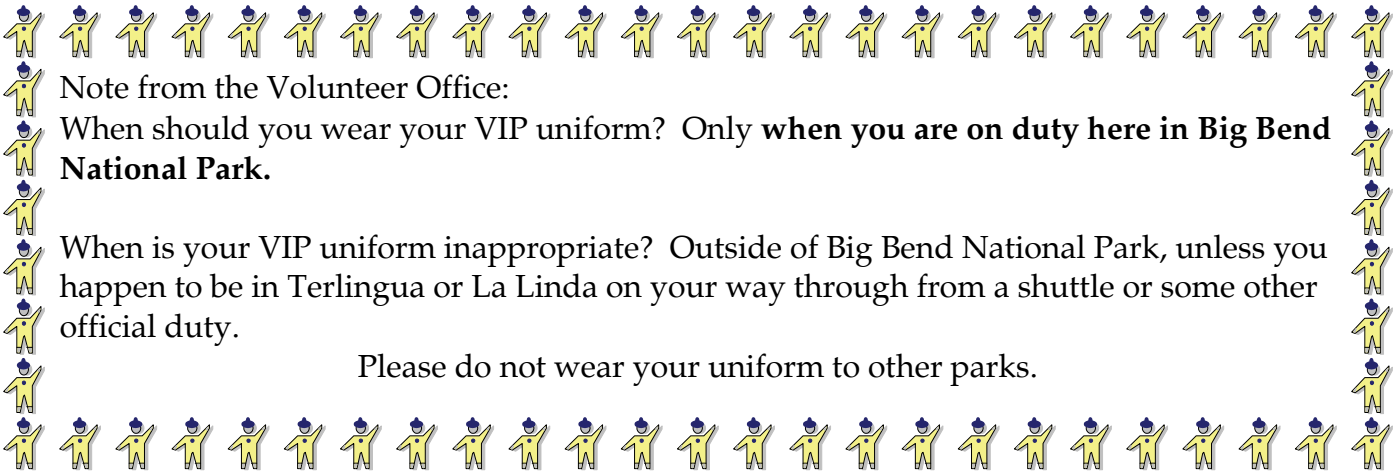 Note from the Volunteer Office:
When should you wear your VIP uniform?  Only when you are on duty here in Big Bend
National Park.
When is your VIP uniform inappropriate?  Outside of Big Bend National Park, unless you
happen to be in Terlingua or La Linda on your way through from a shuttle or some other
official duty.
Please do not wear your uniform to other parks.